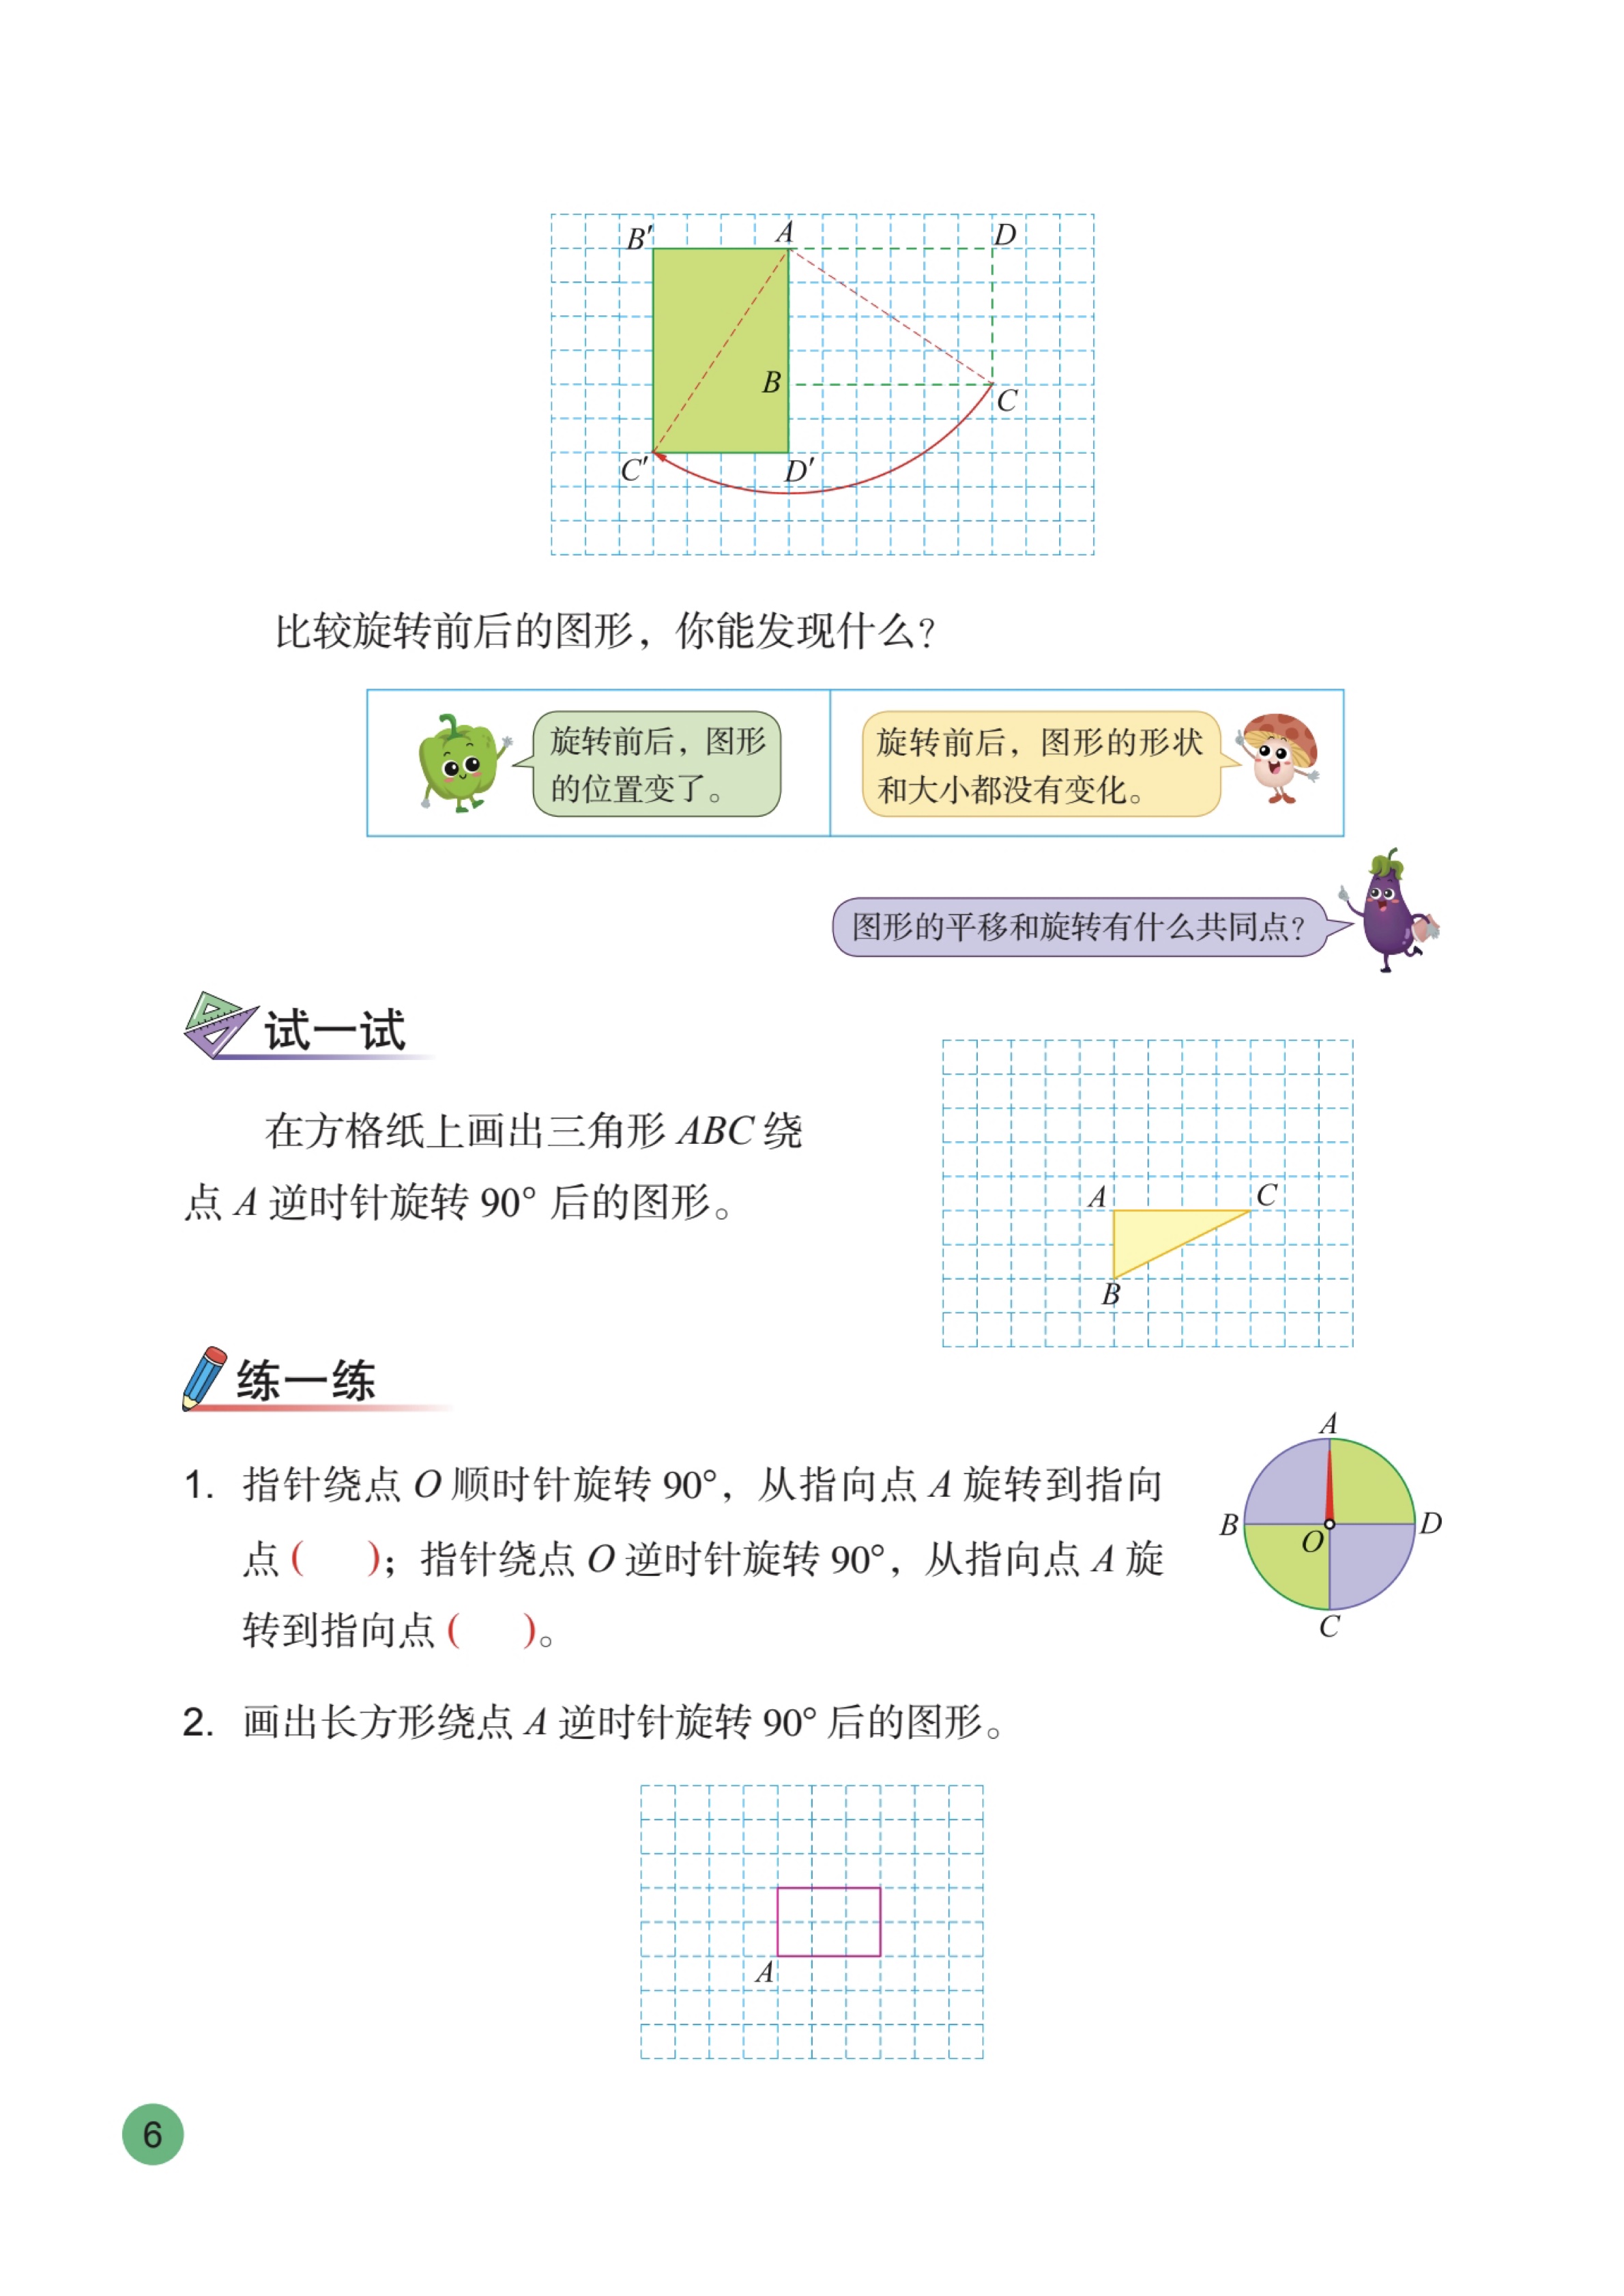 B′ A D
B
C
C′ D′
比较旋转前后的图形，你能发现什么？
旋转前后，图形
的位置变了。
旋转前后，图形的形状
和大小都没有变化。
图形的平移和旋转有什么共同点？
试一试
在方格纸上画出三角形 ABC 绕
点 A 逆时针旋转 90° 后的图形。
A C
B
练一练
1. 指针绕点 O 顺时针旋转 90°，从指向点 A 旋转到指向
点（ ）；指针绕点 O 逆时针旋转 90°，从指向点 A 旋
转到指向点（ ）。
A
B O D
C
2. 画出长方形绕点 A 逆时针旋转 90° 后的图形。
A
6